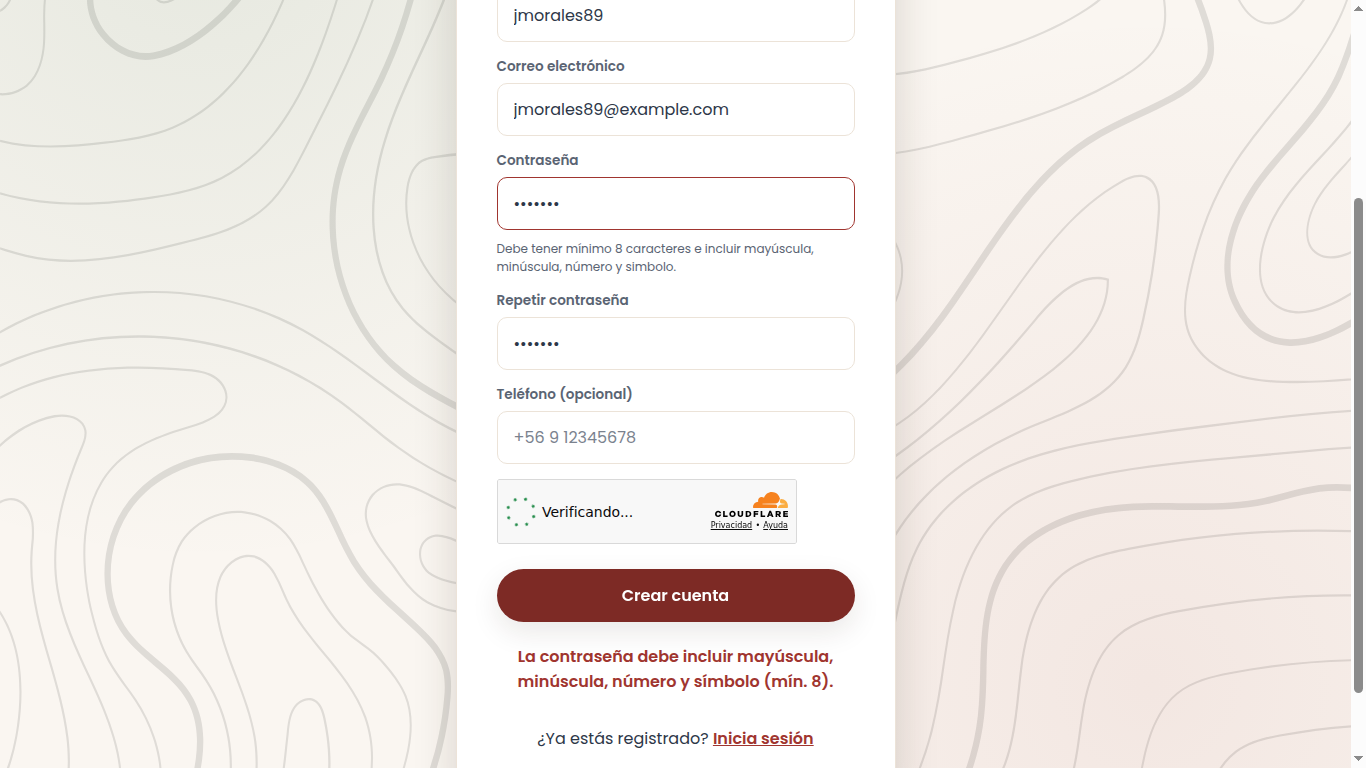 jmorales89
Correo electrónico
jmorales89@example.com
Contraseña
•••••••
Debe tener mínimo 8 caracteres e incluir mayúscula,
minúscula, número y simbolo.
Repetir contraseña
•••••••
Teléfono (opcional)
+56 9 12345678
Verificando...
CLOUDFLARE
Privacidad • Ayuda
Crear cuenta
La contraseña debe incluir mayúscula,
minúscula, número y símbolo (mín. 8).
¿Ya estás registrado? Inicia sesión